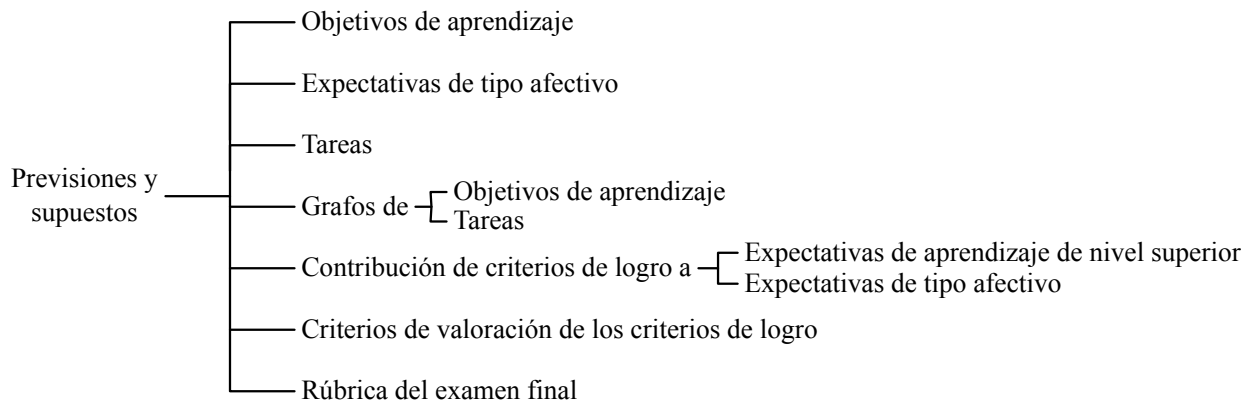 Objetivos de aprendizaje
Expectativas de tipo afectivo
Tareas
Previsiones y
supuestos
Grafos de
Objetivos de aprendizaje
Tareas
Contribución de criterios de logro a
Expectativas de aprendizaje de nivel superior
Expectativas de tipo afectivo
Criterios de valoración de los criterios de logro
Rúbrica del examen final